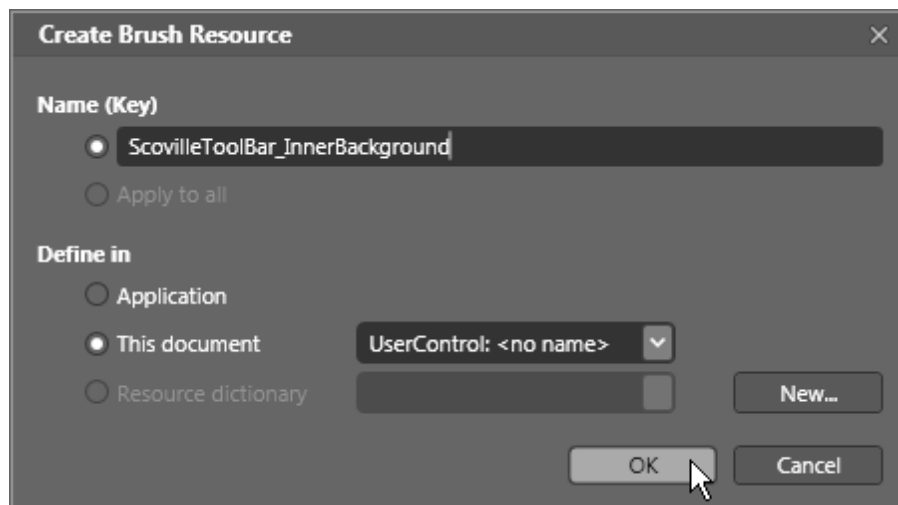 Create Brush Resource
Name (Key)
ScovilleToolBar_InnerBackground
Apply to all
Define in
Application
This document UserControl: <no name>
Resource dictionary New...
OK Cancel